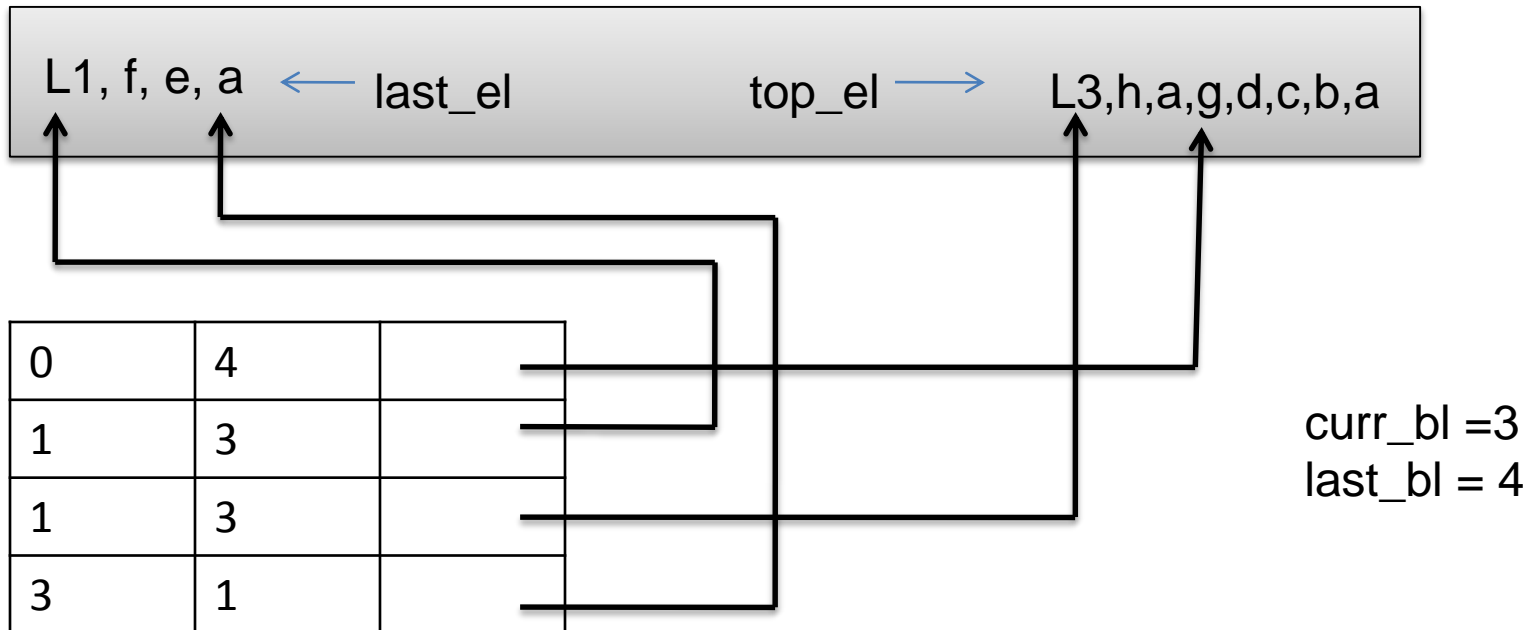 L1, f, e, a last_el top_el L3,h,a,g,d,c,b,a
0 4
1 3
1 3
3 1
curr_bl =3
last_bl = 4